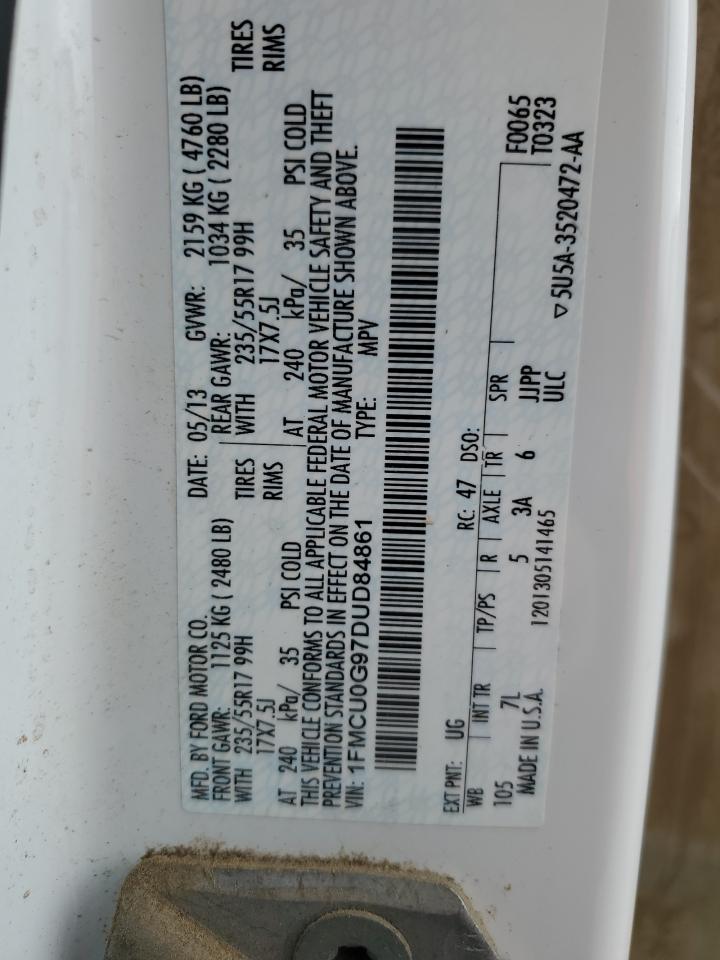 MFD. BY FORD MOTOR CO.
DATE: 05/13 GVWR: 2159 KG ( 4760 LB)
FRONT GAWR: 1125 KG ( 2480 LB) REAR GAWR: 1034 KG ( 2280 LB)
WITH 235/55R17 99H TIRES WITH 235/55R17 99H TIRES
17X7.5J RIMS 17X7.5J RIMS
AT 240 kPa/ 35 PSI COLD AT 240 kPa/ 35 PSI COLD
THIS VEHICLE CONFORMS TO ALL APPLICABLE FEDERAL MOTOR VEHICLE SAFETY AND THEFT
PREVENTION STANDARDS IN EFFECT ON THE DATE OF MANUFACTURE SHOWN ABOVE.
VIN: 1FMCU0G97DUD84861 TYPE: MPV
EXT PNT: UG RC: 47 DSO:
WB INT TR TP/PS R AXLE TR SPR F0065
105 7L 5 3A 6 JJPP T0323
MADE IN U.S.A. 1201305141465 ULC ▽5U5A-3520472-AA